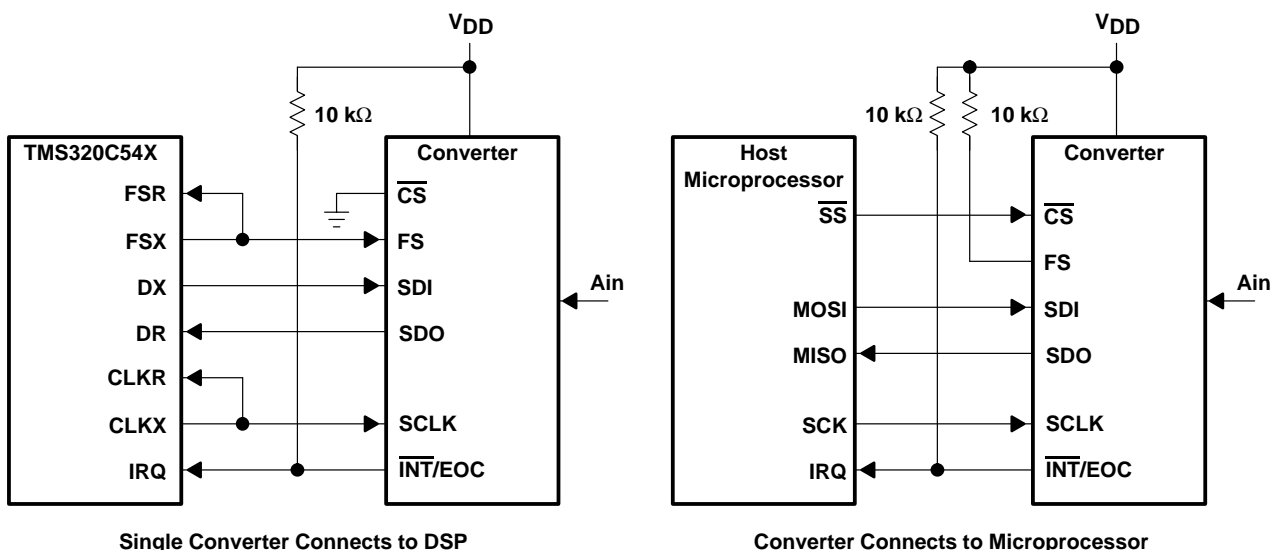 VDD
10 kΩ
TMS320C54X
Converter
FSR
CS
FSX
FS
DX
SDI
Ain
DR
SDO
CLKR
CLKX
SCLK
IRQ
INT/EOC
Single Converter Connects to DSP
VDD
10 kΩ
10 kΩ
Host
Microprocessor
Converter
SS
CS
FS
Ain
MOSI
SDI
MISO
SDO
SCK
SCLK
IRQ
INT/EOC
Converter Connects to Microprocessor